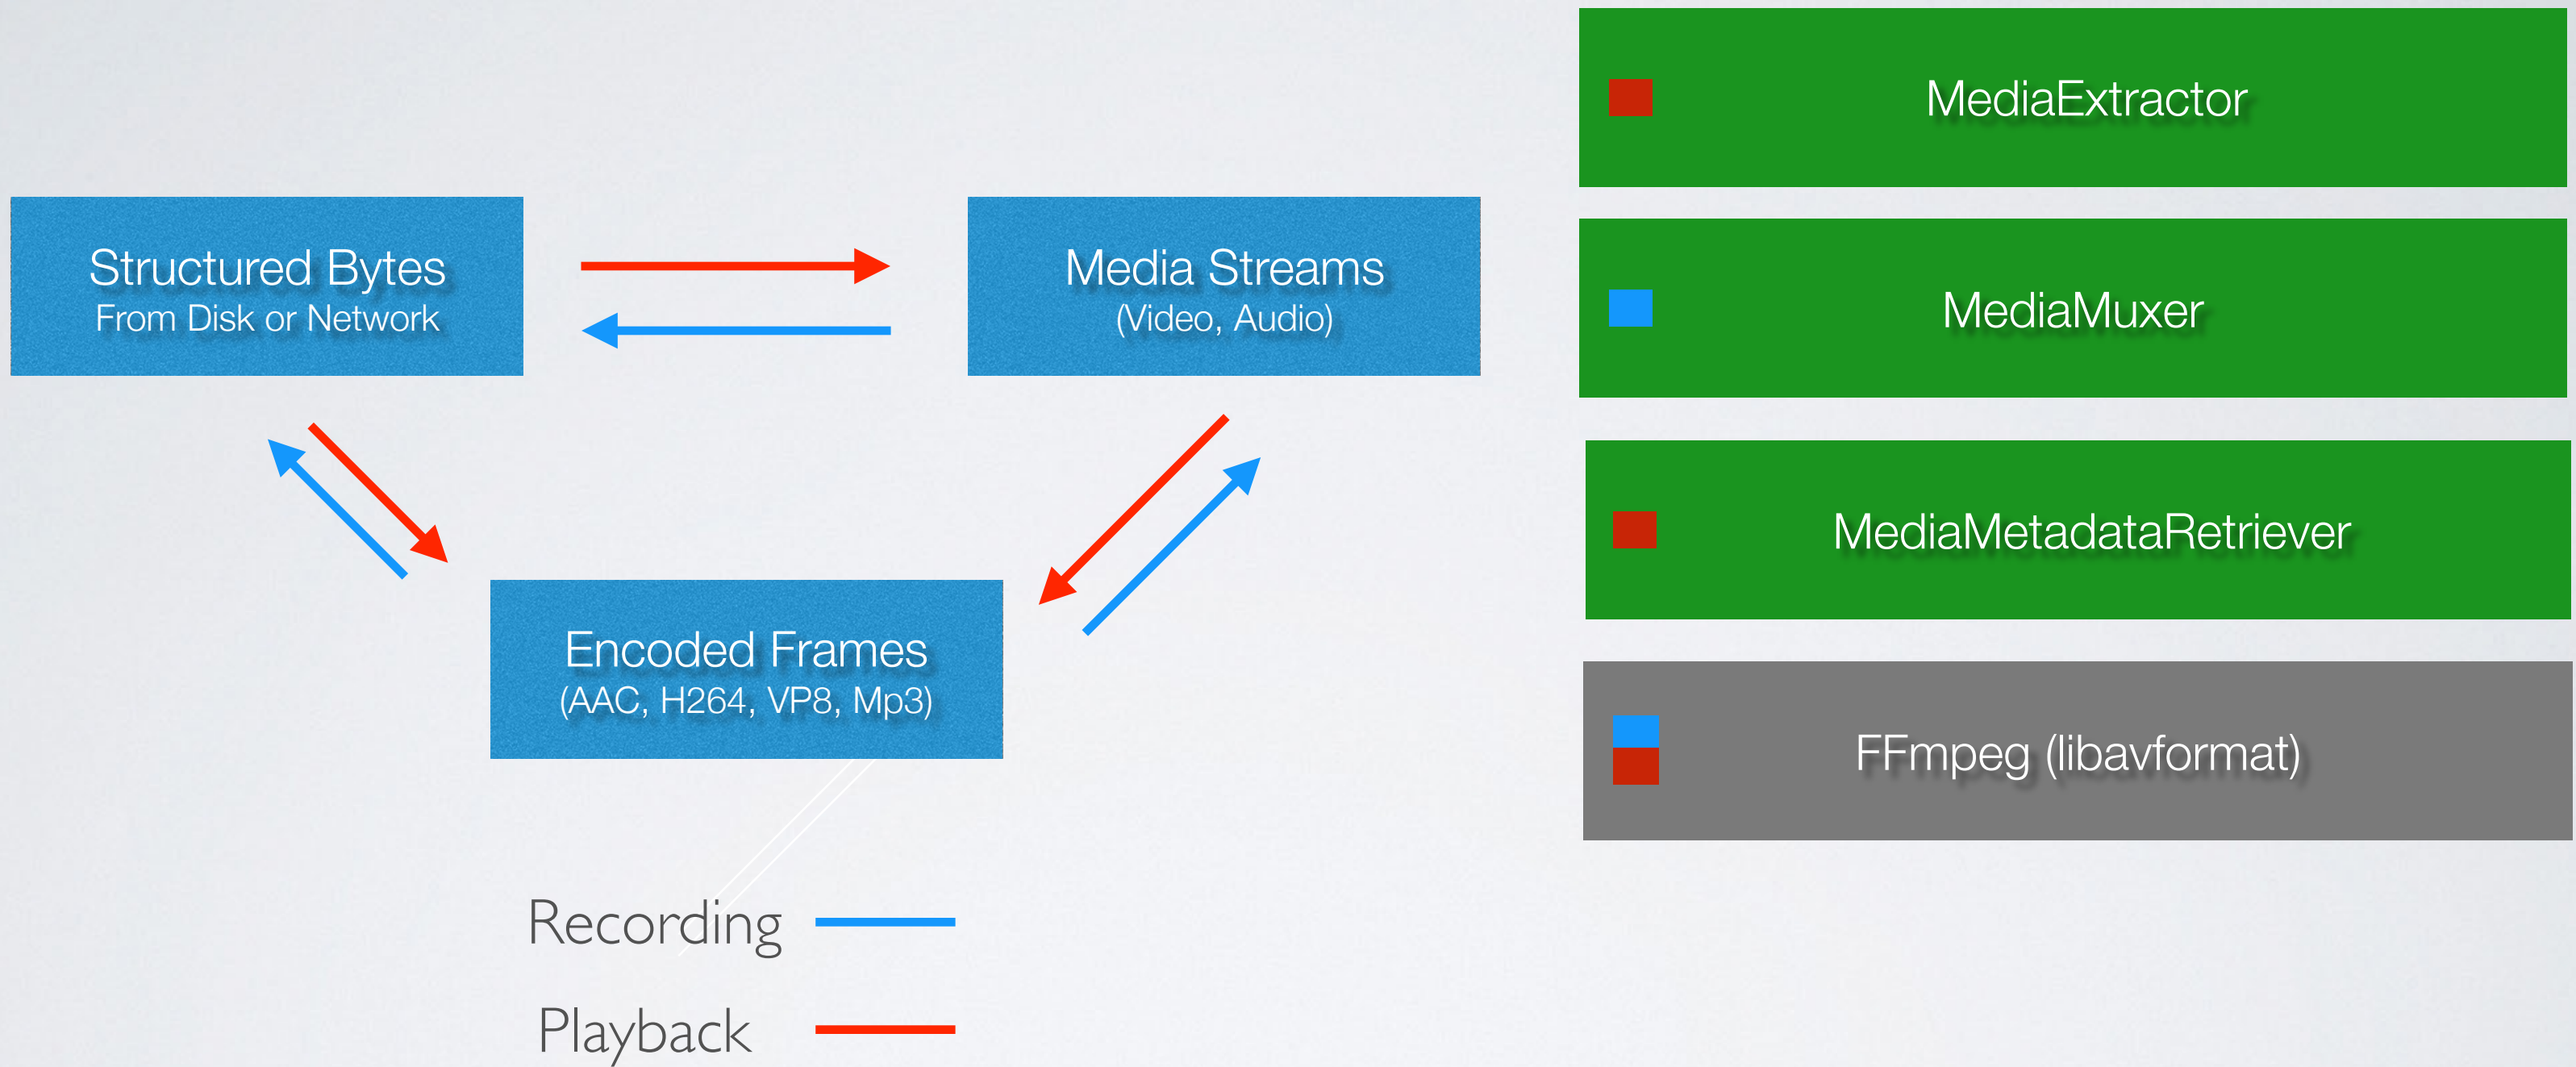 Structured Bytes
From Disk or Network
Media Streams
(Video, Audio)
Encoded Frames
(AAC, H264, VP8, Mp3)
Recording
Playback
MediaExtractor
MediaMuxer
MediaMetadataRetriever
FFmpeg (libavformat)